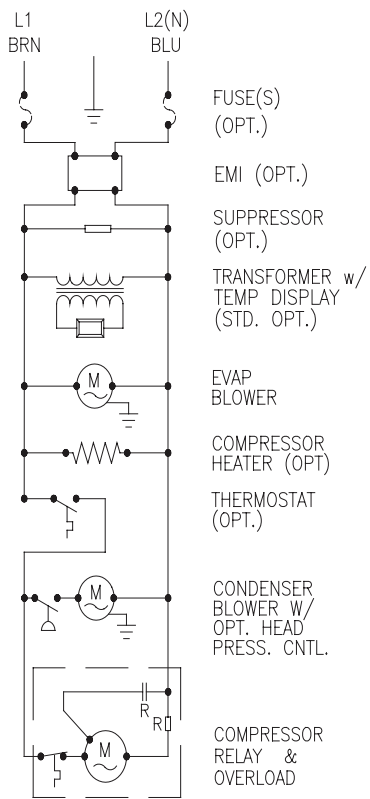 L1
BRN
L2(N)
BLU
FUSE(S)
(OPT.)
EMI (OPT.)
SUPPRESSOR
(OPT.)
TRANSFORMER w/
TEMP DISPLAY
(STD. OPT.)
M
EVAP
BLOWER
COMPRESSOR
HEATER (OPT)
THERMOSTAT
(OPT.)
M
CONDENSER
BLOWER W/
OPT. HEAD
PRESS. CNTL.
R
R
M
COMPRESSOR
RELAY &
OVERLOAD